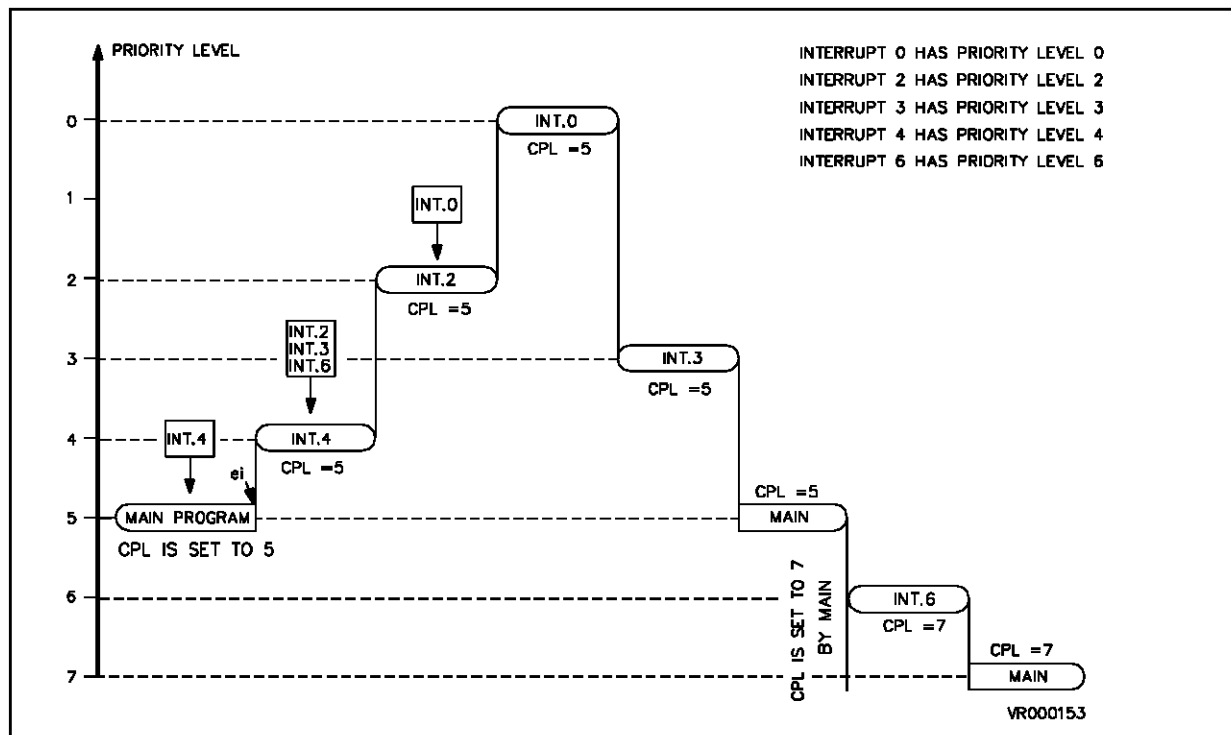 PRIORITY LEVEL
INTERRUPT 0 HAS PRIORITY LEVEL 0
INTERRUPT 2 HAS PRIORITY LEVEL 2
INTERRUPT 3 HAS PRIORITY LEVEL 3
INTERRUPT 4 HAS PRIORITY LEVEL 4
INTERRUPT 6 HAS PRIORITY LEVEL 6
0
INT.0
CPL =5
1
INT.0
2
INT.2
CPL =5
INT.2
INT.3
INT.6
3
INT.3
CPL =5
4
INT.4
INT.4
CPL =5
ei
CPL =5
5
MAIN PROGRAM
MAIN
CPL IS SET TO 5
CPL IS SET TO 7
BY MAIN
6
INT.6
CPL =7
CPL =7
7
MAIN
VR000153